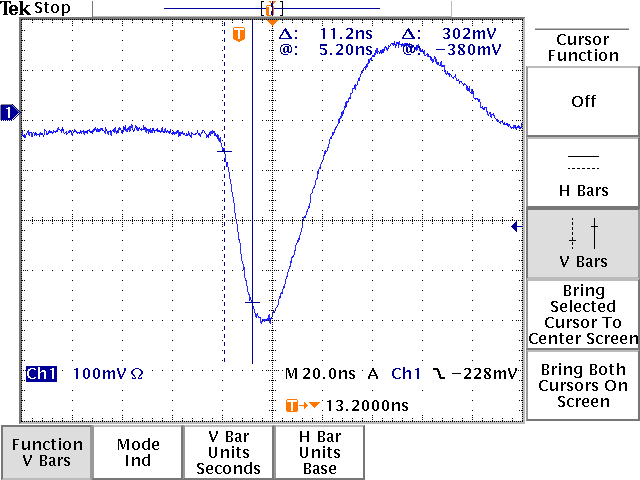 Tek Stop
T
T
Δ: 11.2ns Δ: 302mV
@: 5.20ns @: −380mV
1
Ch1 100mV Ω M 20.0ns A Ch1 −228mV
T 13.2000ns
Cursor
Function
Off
H Bars
V Bars
Bring
Selected
Cursor To
Center Screen
Bring Both
Cursors On
Screen
Function
V Bars
Mode
Ind
V Bar
Units
Seconds
H Bar
Units
Base